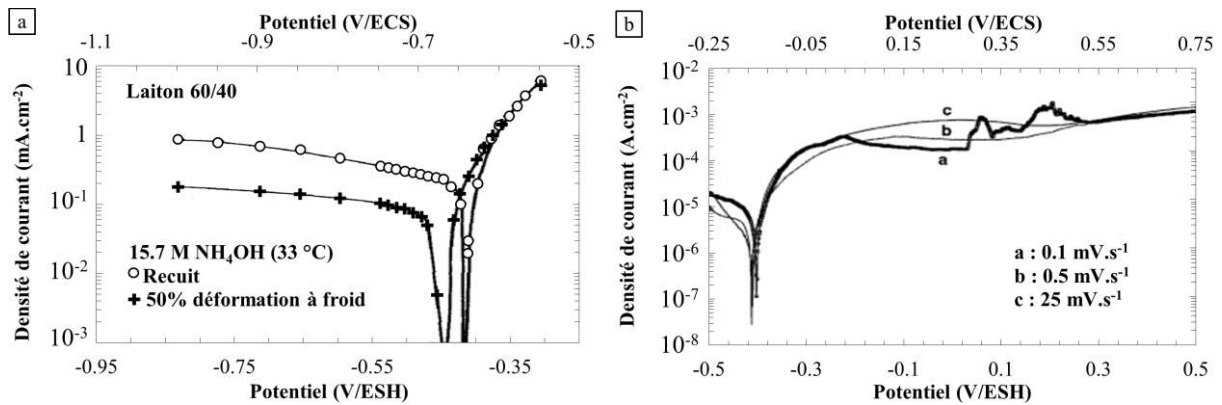 a
Potentiel (V/ECS)
-1.1 -0.9 -0.7 -0.5
Densité de courant (mA.cm⁻²)
10
1
10⁻¹
10⁻²
10⁻³
Laiton 60/40
15.7 M NH₄OH (33 °C)
Recuit
50% déformation à froid
-0.95 -0.75 -0.55 -0.35
Potentiel (V/ESH)
b
Potentiel (V/ECS)
-0.25 -0.05 0.15 0.35 0.55 0.75
Densité de courant (A.cm⁻²)
10⁻²
10⁻³
10⁻⁴
10⁻⁵
10⁻⁶
10⁻⁷
10⁻⁸
c
b
a
a : 0.1 mV.s⁻¹
b : 0.5 mV.s⁻¹
c : 25 mV.s⁻¹
-0.5 -0.3 -0.1 0.1 0.3 0.5
Potentiel (V/ESH)